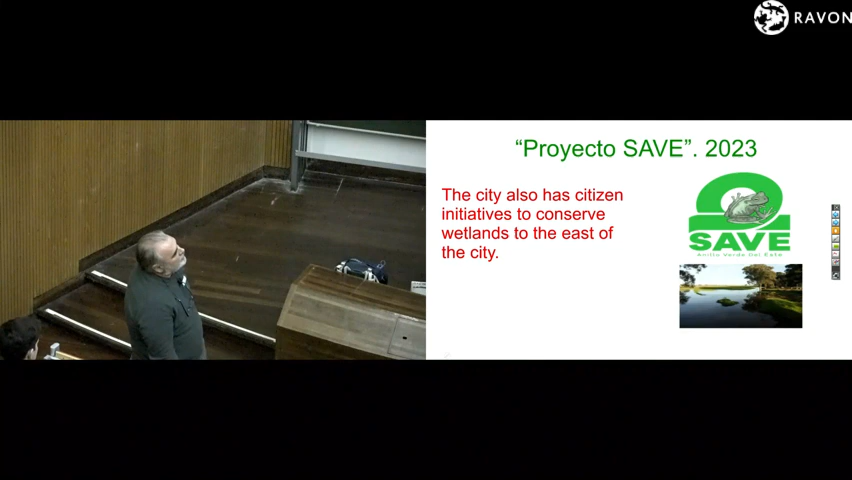 RAVON
“Proyecto SAVE”. 2023
The city also has citizen
initiatives to conserve
wetlands to the east of
the city.
SAVE
Anillo Verde Del Este